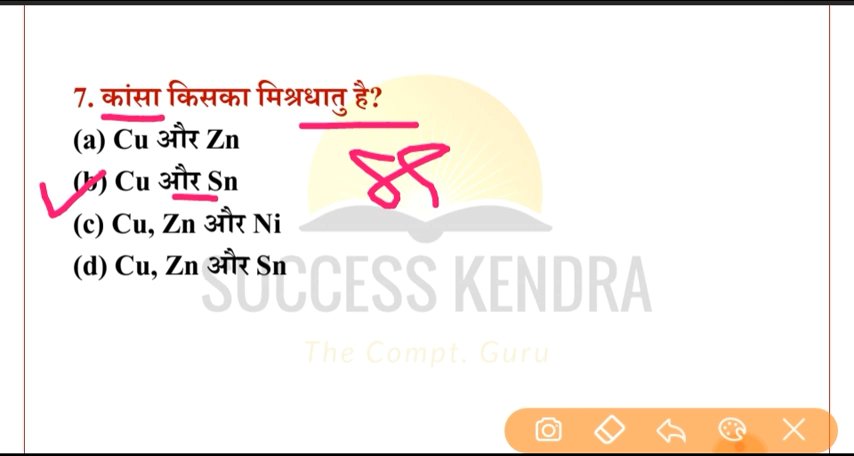 7. कांसा किसका मिश्रधातु है?
(a) Cu और Zn
(b) Cu और Sn
(c) Cu, Zn और Ni
(d) Cu, Zn और Sn
SUCCESS KENDRA
The Compt. Guru